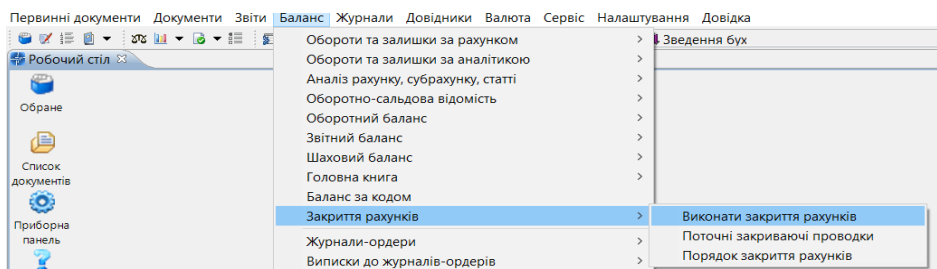 Первинні документи Документи Звіти Баланс Журнали Довідники Валюта Сервіс Налаштування Довідка
Зведення бух
Робочий стіл
Обране
Список
документів
Приборна
панель
Обороти та залишки за рахунком
Обороти та залишки за аналітикою
Аналіз рахунку, субрахунку, статті
Оборотно-сальдова відомість
Оборотний баланс
Звітний баланс
Шаховий баланс
Головна книга
Баланс за кодом
Закриття рахунків
Журнали-ордери
Виписки до журналів-ордерів
Виконати закриття рахунків
Поточні закриваючі проводки
Порядок закриття рахунків